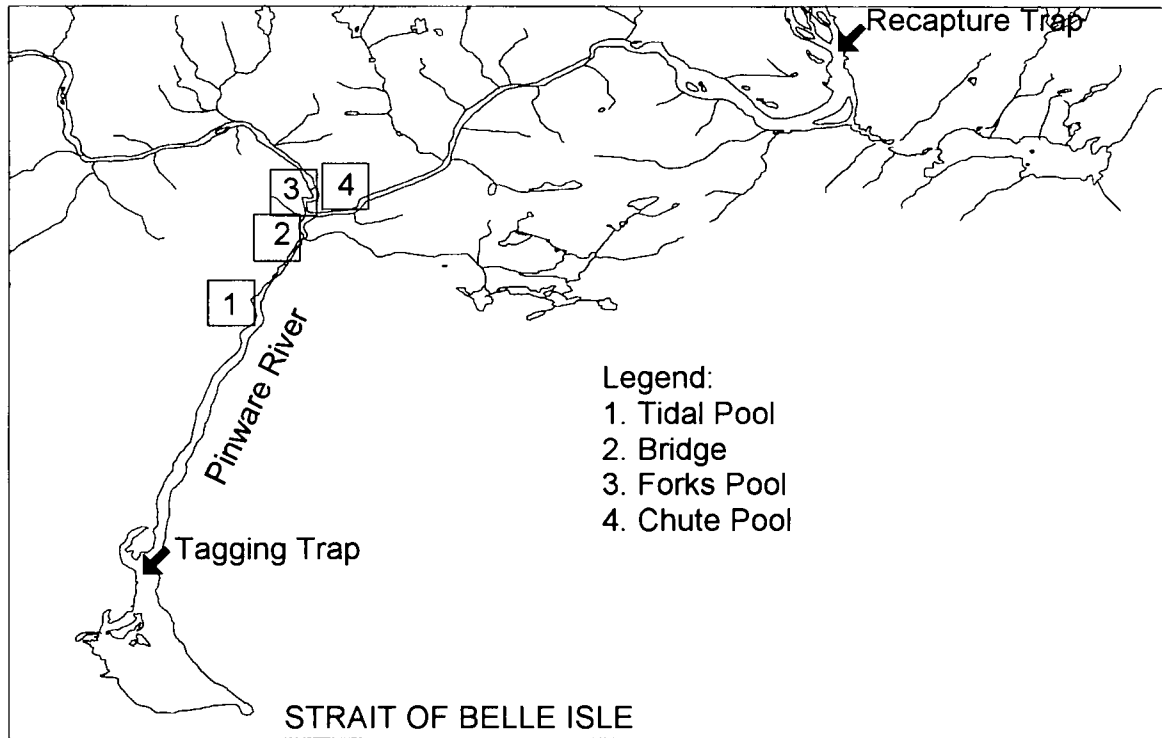 Recapture Trap
3
4
2
1
Pinware River
Legend:
1. Tidal Pool
2. Bridge
3. Forks Pool
4. Chute Pool
Tagging Trap
STRAIT OF BELLE ISLE